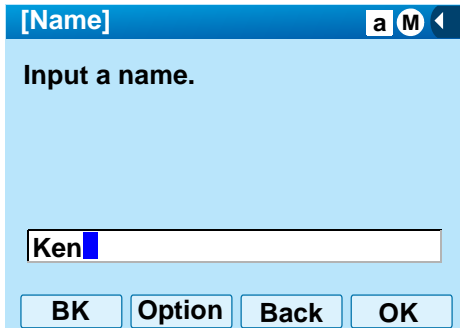 [Name] a M
Input a name.
Ken
BK Option Back OK